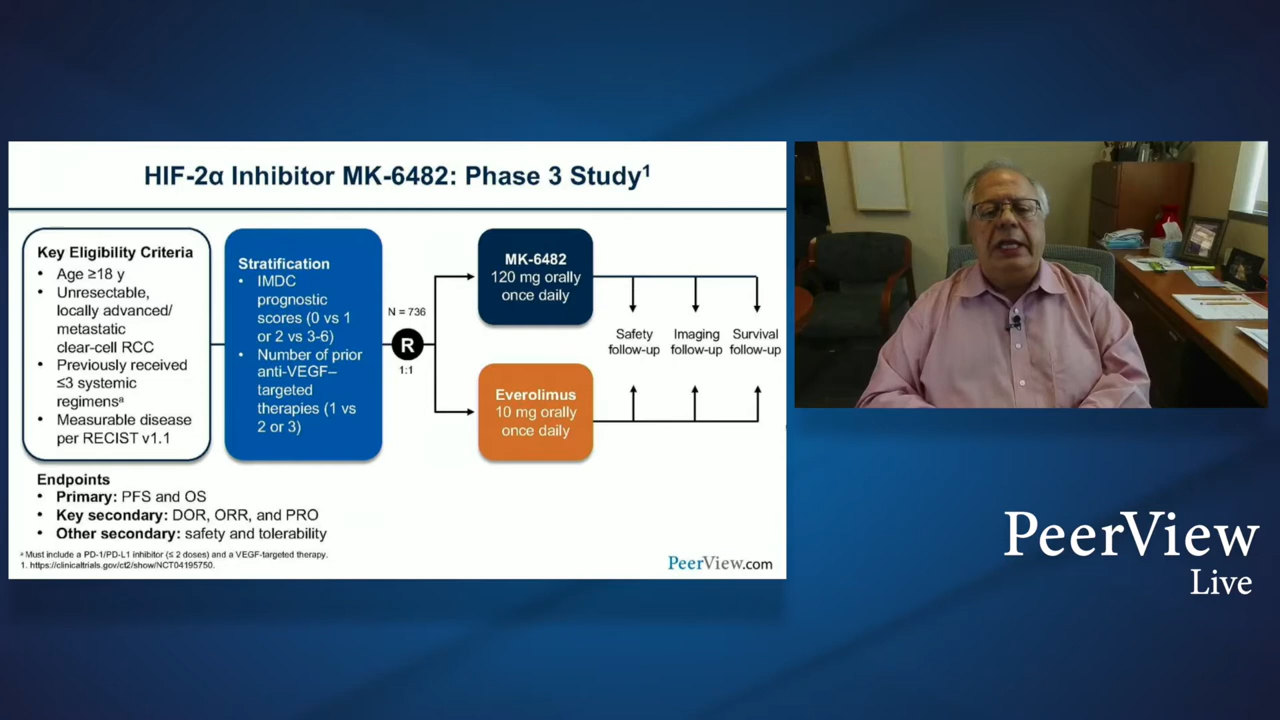 HIF-2α Inhibitor MK-6482: Phase 3 Study1
Key Eligibility Criteria
• Age ≥18 y
• Unresectable,
locally advanced/
metastatic
clear-cell RCC
• Previously received
≤3 systemic
regimensa
• Measurable disease
per RECIST v1.1
Stratification
• IMDC
prognostic
scores (0 vs 1
or 2 vs 3-6)
• Number of prior
anti-VEGF–
targeted
therapies (1 vs
2 or 3)
N = 736
R
1:1
MK-6482
120 mg orally
once daily
Everolimus
10 mg orally
once daily
Safety
follow-up
Imaging
follow-up
Survival
follow-up
Endpoints
• Primary: PFS and OS
• Key secondary: DOR, ORR, and PRO
• Other secondary: safety and tolerability
a Must include a PD-1/PD-L1 inhibitor (≤ 2 doses) and a VEGF-targeted therapy.
1. https://clinicaltrials.gov/ct2/show/NCT04195750.
PeerView.com
PeerView
Live